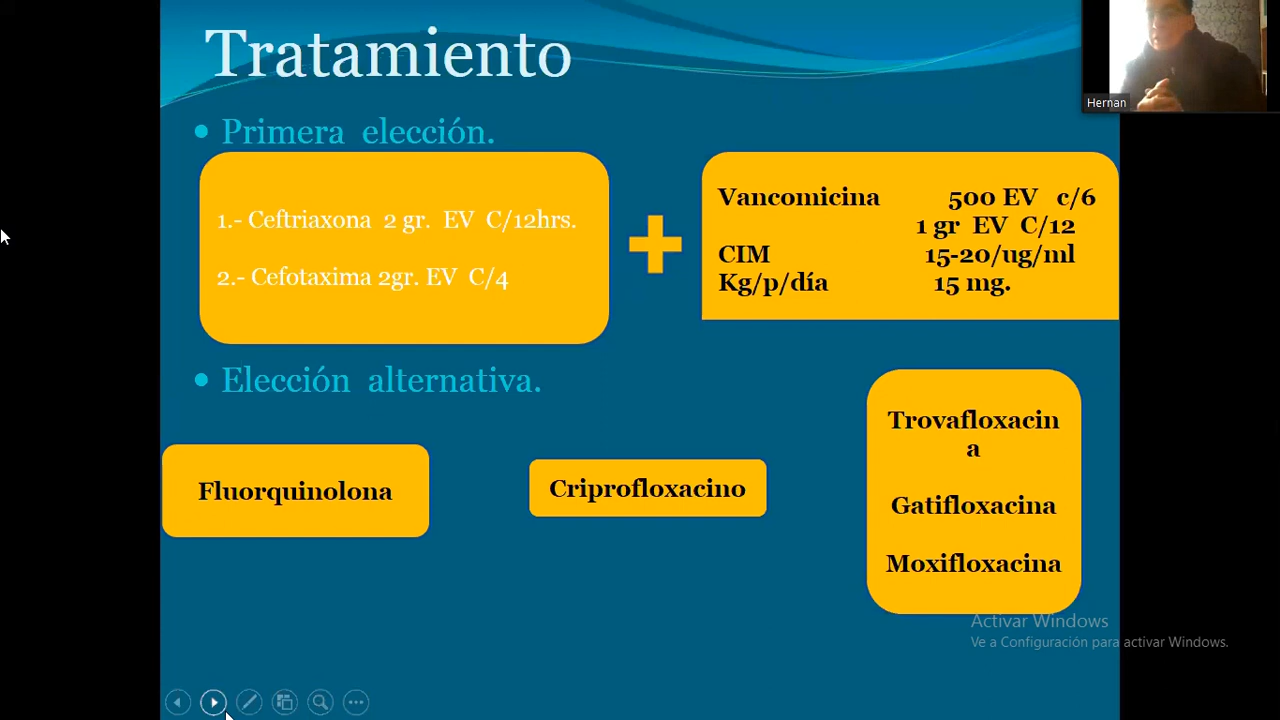 Tratamiento
Hernan
• Primera elección.
1.- Ceftriaxona 2 gr. EV C/12hrs.
2.- Cefotaxima 2gr. EV C/4
Vancomicina 500 EV c/6
1 gr EV C/12
CIM 15-20/ug/ml
Kg/p/día 15 mg.
• Elección alternativa.
Fluorquinolona
Criprofloxacino
Trovafloxacin
a
Gatifloxacina
Moxifloxacina
Activar Windows
Ve a Configuración para activar Windows.